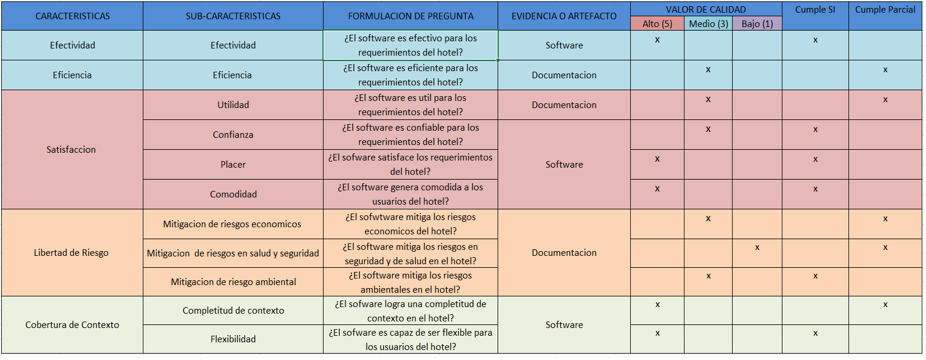 CARACTERISTICAS SUB-CARACTERISTICAS FORMULACION DE PREGUNTA EVIDENCIA O ARTEFACTO VALOR DE CALIDAD Cumple SI Cumple Parcial
Alto (5) Medio (3) Bajo (1)
Efectividad Efectividad ¿El software es efectivo para los
requerimientos del hotel? Software x x
Eficiencia Eficiencia ¿El software es eficiente para los
requerimientos del hotel? Documentacion x x
Satisfaccion
Utilidad ¿El software es util para los
requerimientos del hotel? Documentacion x x
Confianza ¿El software es confiable para los
requerimientos del hotel? x x
Software
Placer ¿El sofware satisface los requerimientos
del hotel? x x
Comodidad ¿El software genera comodida a los
usuarios del hotel? x x
Libertad de Riesgo
Mitigacion de riesgos economicos ¿El sofwtware mitiga los riesgos
economicos del hotel? x x
Documentacion
Mitigacion de riesgos en salud y seguridad ¿El software mitiga los riesgos en
seguridad y de salud en el hotel? x x
Mitigacion de riesgo ambiental ¿El software mitiga los riesgos
ambientales del hotel? x x
Cobertura de Contexto
Completitud de contexto ¿El sofware logra una completitud de
contexto en el hotel? x x
Software
Flexibilidad ¿El sofware es capaz de ser flexible para
los usuarios del hotel? x x